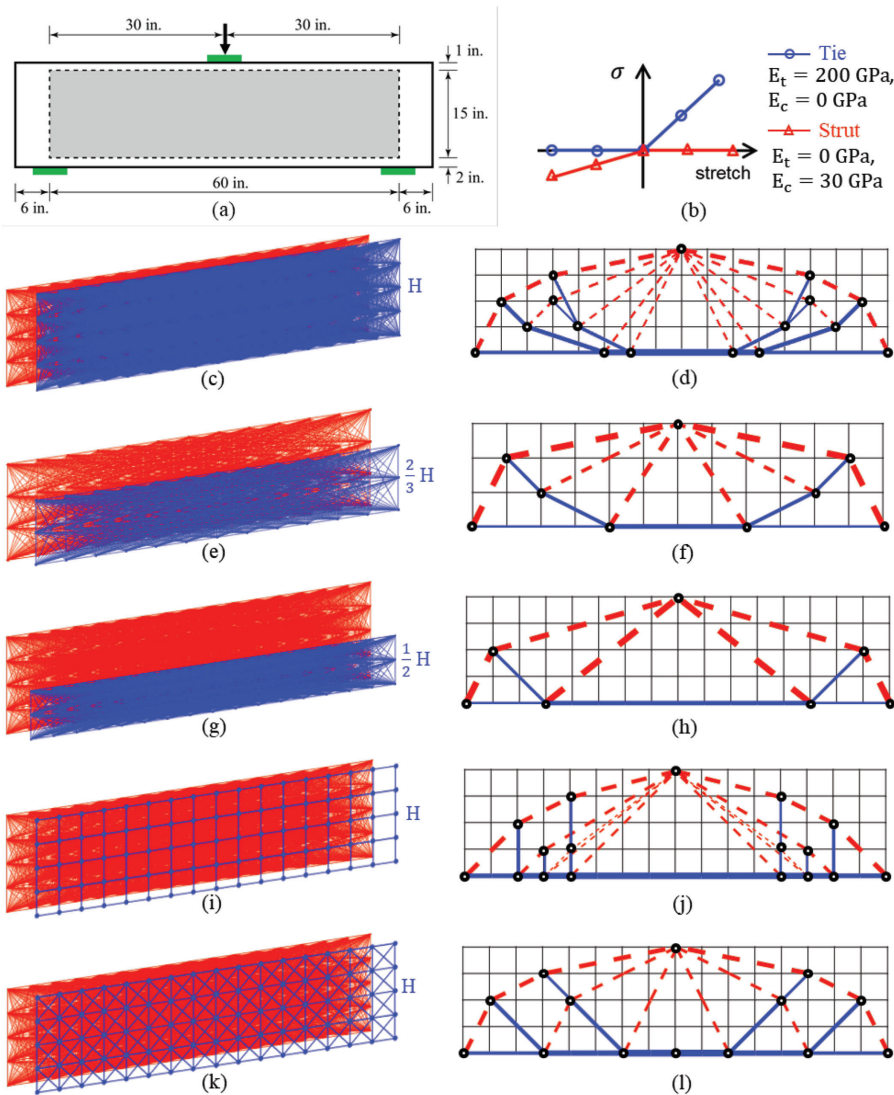 30 in.
30 in.
1 in.
15 in.
2 in.
60 in.
6 in.
6 in.
(a)
σ
stretch
Tie
E_t = 200 GPa,
E_c = 0 GPa
Strut
E_t = 0 GPa,
E_c = 30 GPa
(b)
H
(c)
(d)
2/3 H
(e)
(f)
1/2 H
(g)
(h)
H
(i)
(j)
H
(k)
(l)